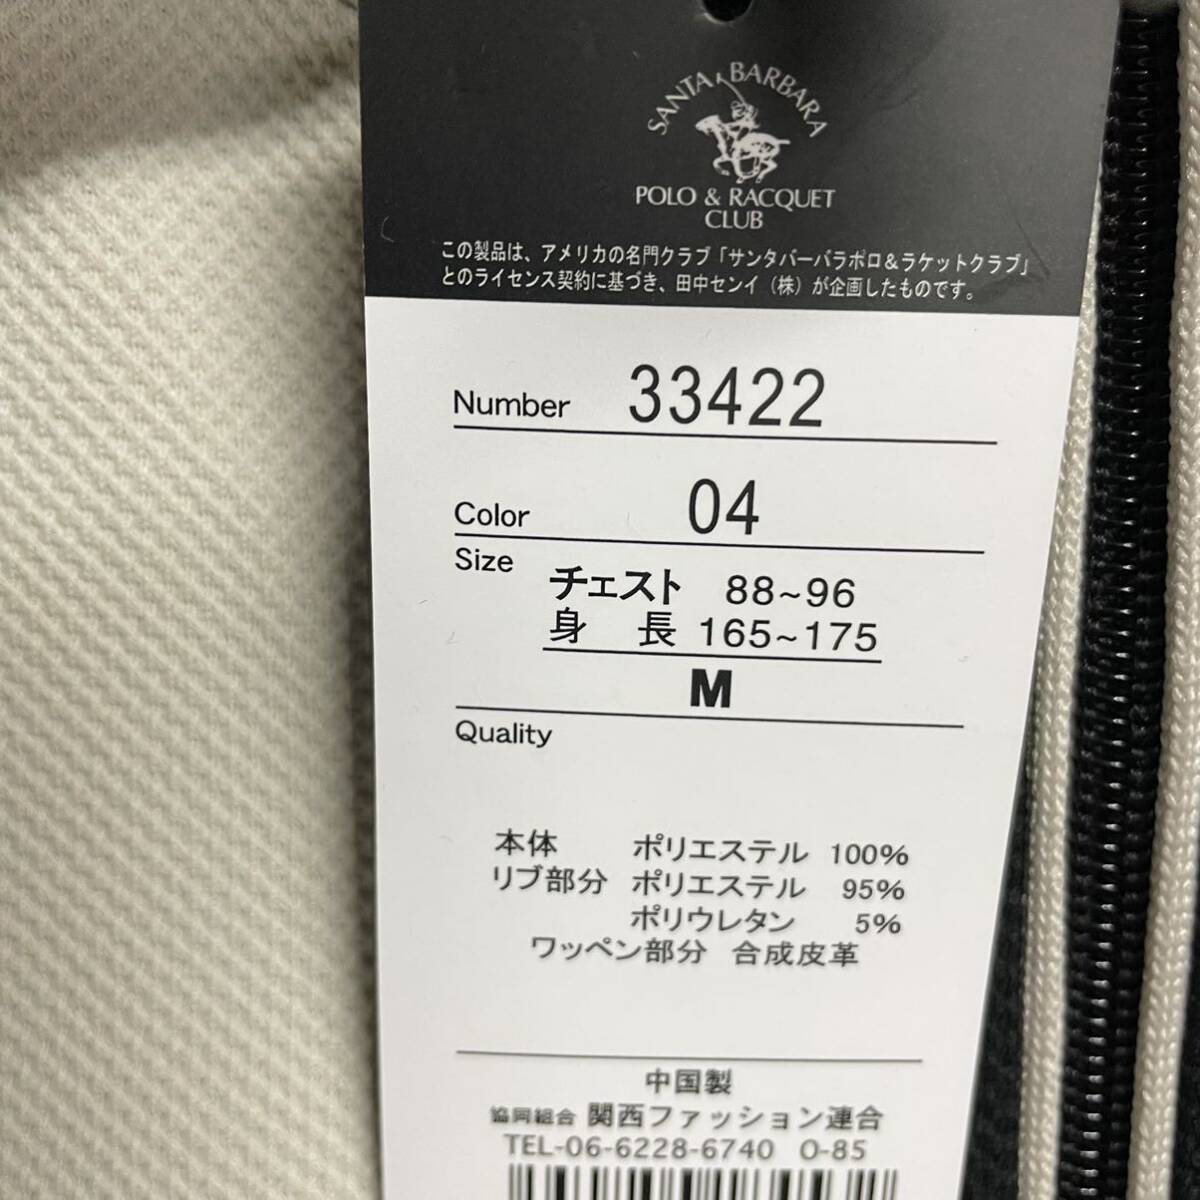 SANTA BARBARA
POLO & RACQUET
CLUB
この製品は、アメリカの名門クラブ「サンタバーバラポロ&ラケットクラブ」
とのライセンス契約に基づき、田中センイ(株)が企画したものです。
Number 33422
Color 04
Size チェスト 88~96
身長 165~175
M
Quality
本体 ポリエステル 100%
リブ部分 ポリエステル 95%
ポリウレタン 5%
ワッペン部分 合成皮革
中国製
協同組合 関西ファッション連合
TEL-06-6228-6740 O-85